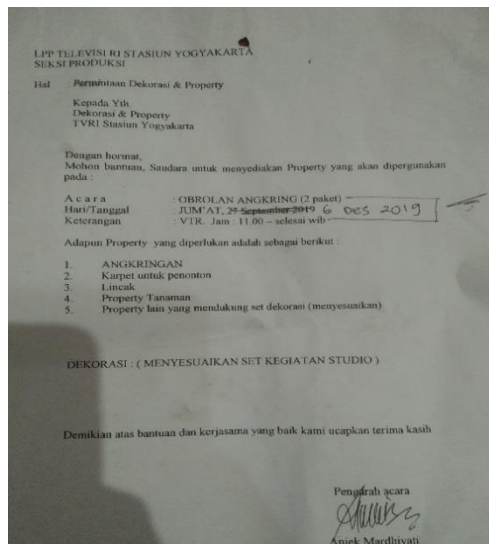 LPP TELEVISI RI STASIUN YOGYAKARTA
SEKSI PRODUKSI
Hal : Permintaan Dekorasi & Property
Kepada Yth
Dekorasi & Property
TVRI Stasiun Yogyakarta
Dengan hormat,
Mohon bantuan, Saudara untuk menyediakan Property yang akan dipergunakan
pada :
A c a r a : OBROLAN ANGKRING (2 paket)
Hari/Tanggal : JUM'AT, 27 September 2019 6 DES 2019
Keterangan : VTR. Jam : 11.00 – selesai wib
Adapun Property yang diperlukan adalah sebagai berikut :
1. ANGKRINGAN
2. Karpet untuk penonton
3. Lincak
4. Property Tanaman
5. Property lain yang mendukung set dekorasi (menyesuaikan)
DEKORASI : ( MENYESUAIKAN SET KEGIATAN STUDIO )
Demikian atas bantuan dan kerjasama yang baik kami ucapkan terima kasih
Pengarah acara
Aniek Mardhiyati